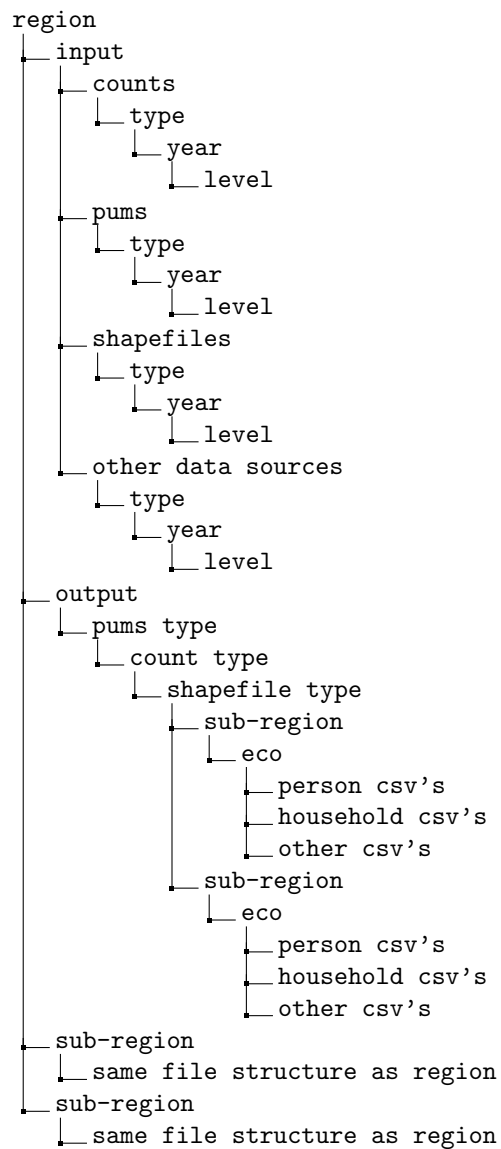 region
input
counts
type
year
level
pums
type
year
level
shapefiles
type
year
level
other data sources
type
year
level
output
pums type
count type
shapefile type
sub-region
eco
person csv's
household csv's
other csv's
sub-region
eco
person csv's
household csv's
other csv's
sub-region
same file structure as region
sub-region
same file structure as region